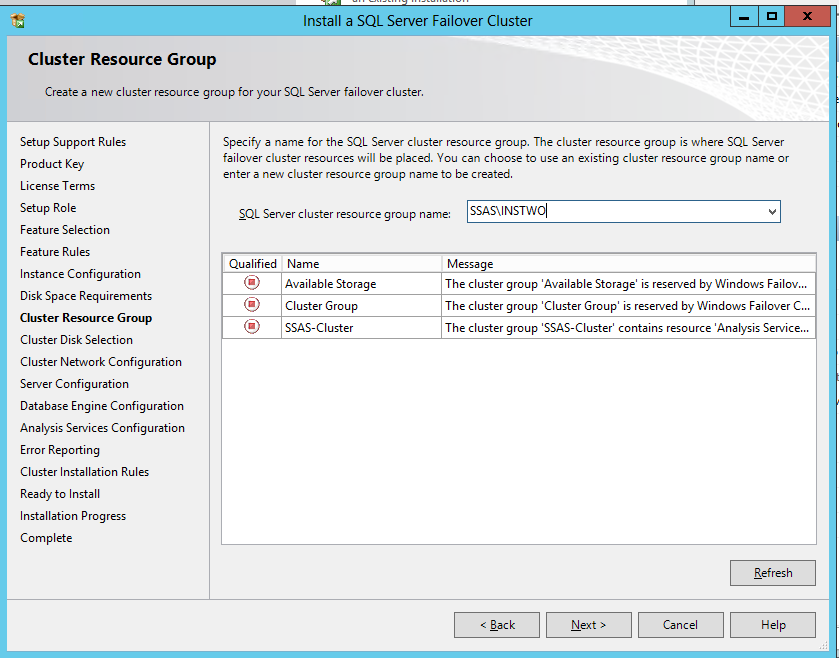 an Existing Installation
Install a SQL Server Failover Cluster
Cluster Resource Group
Create a new cluster resource group for your SQL Server failover cluster.
Setup Support Rules
Product Key
License Terms
Setup Role
Feature Selection
Feature Rules
Instance Configuration
Disk Space Requirements
Cluster Resource Group
Cluster Disk Selection
Cluster Network Configuration
Server Configuration
Database Engine Configuration
Analysis Services Configuration
Error Reporting
Cluster Installation Rules
Ready to Install
Installation Progress
Complete
Specify a name for the SQL Server cluster resource group. The cluster resource group is where SQL Server
failover cluster resources will be placed. You can choose to use an existing cluster resource group name or
enter a new cluster resource group name to be created.
SQL Server cluster resource group name: SSAS\INSTWO
Qualified Name Message
Available Storage The cluster group 'Available Storage' is reserved by Windows Failov...
Cluster Group The cluster group 'Cluster Group' is reserved by Windows Failover C...
SSAS-Cluster The cluster group 'SSAS-Cluster' contains resource 'Analysis Service...
Refresh
< Back Next > Cancel Help